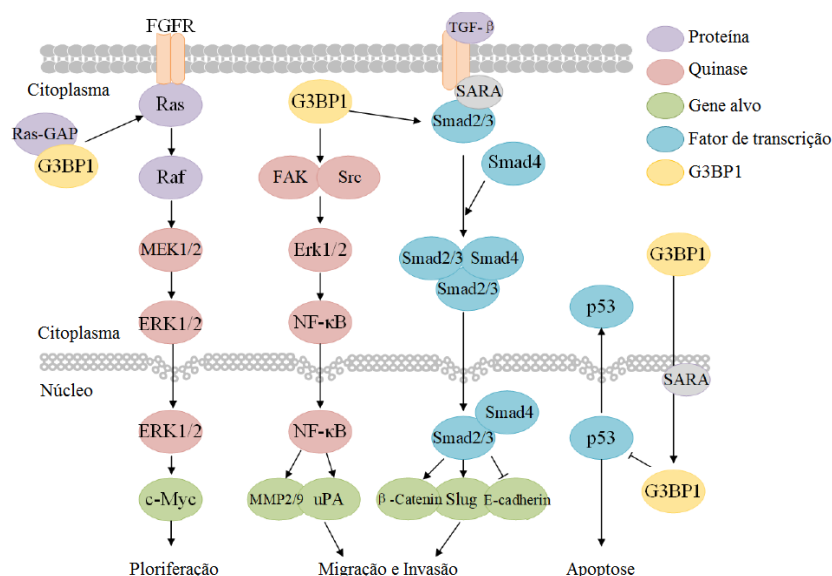 FGFR
TGF-β
Proteína
Quinase
Gene alvo
Fator de transcrição
G3BP1
Citoplasma
Ras-GAP
G3BP1
Ras
Raf
MEK1/2
ERK1/2
ERK1/2
c-Myc
Ploriferação
G3BP1
FAK
Src
Erk1/2
NF-κB
NF-κB
MMP2/9
uPA
SARA
Smad2/3
Smad4
Smad2/3
Smad4
Smad2/3
Smad4
Smad2/3
β-Catenin
Slug
E-cadherin
Migração e Invasão
p53
p53
Apoptose
G3BP1
SARA
G3BP1
Citoplasma
Núcleo